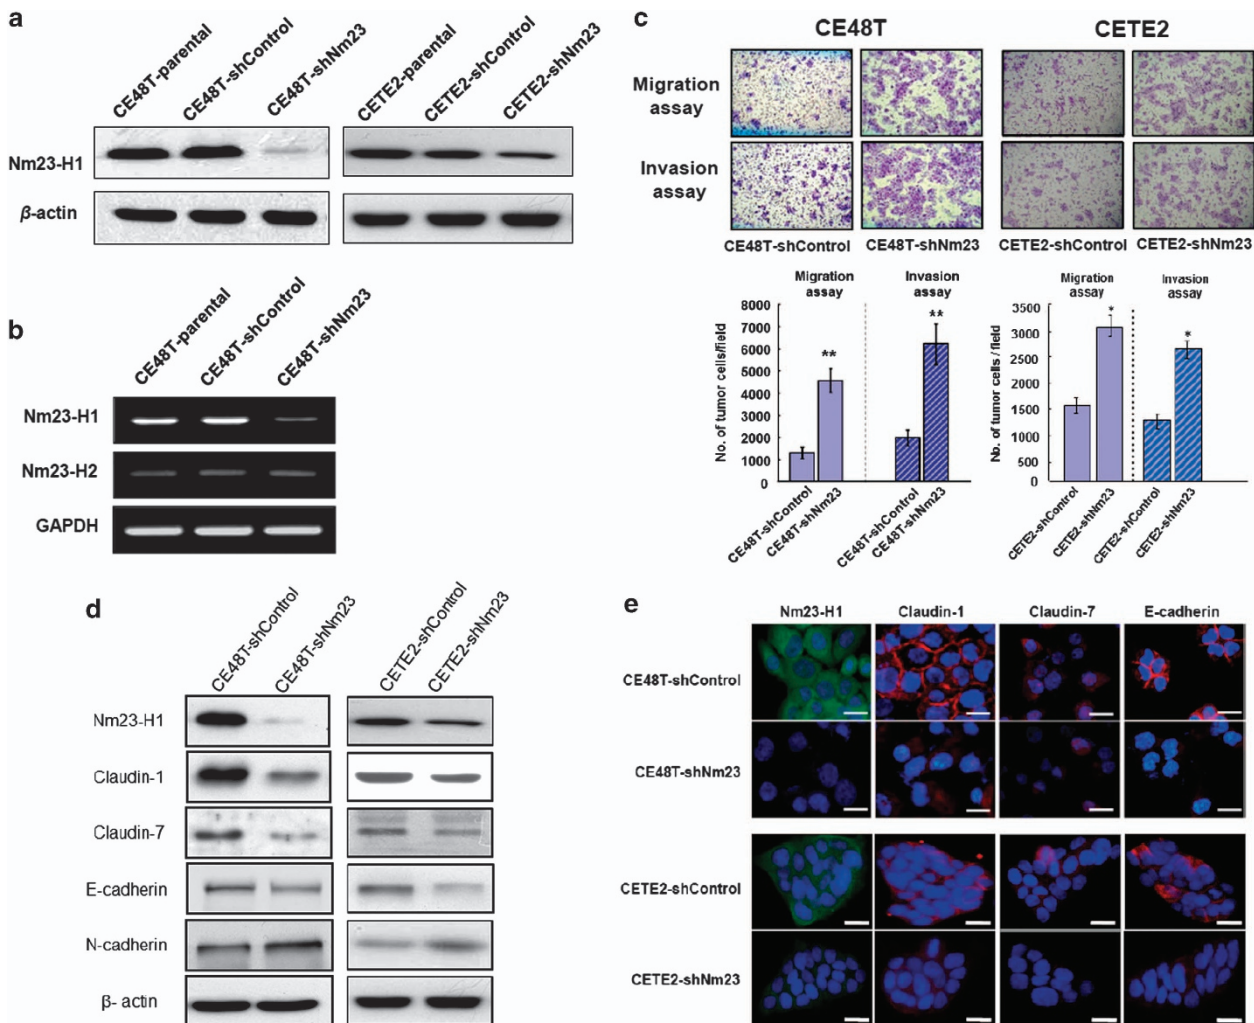 a
CE48T-parental
CE48T-shControl
CE48T-shNm23
CETE2-parental
CETE2-shControl
CETE2-shNm23
Nm23-H1
β-actin
b
CE48T-parental
CE48T-shControl
CE48T-shNm23
Nm23-H1
Nm23-H2
GAPDH
c
CE48T
CETE2
Migration
assay
Invasion
assay
CE48T-shControl
CE48T-shNm23
CETE2-shControl
CETE2-shNm23
Migration
assay
Invasion
assay
No. of tumor cells/field
8000
7000
6000
5000
4000
3000
2000
1000
0
**
**
CE48T-shControl
CE48T-shNm23
CE48T-shControl
CE48T-shNm23
Migration
assay
Invasion
assay
No. of tumor cells / field
3500
3000
2500
1500
1500
1000
500
0
*
*
CETE2-shControl
CETE2-shNm23
CETE2-shControl
CETE2-shNm23
d
CE48T-shControl
CE48T-shNm23
CETE2-shControl
CETE2-shNm23
Nm23-H1
Claudin-1
Claudin-7
E-cadherin
N-cadherin
β- actin
e
Nm23-H1
Claudin-1
Claudin-7
E-cadherin
CE48T-shControl
CE48T-shNm23
CETE2-shControl
CETE2-shNm23